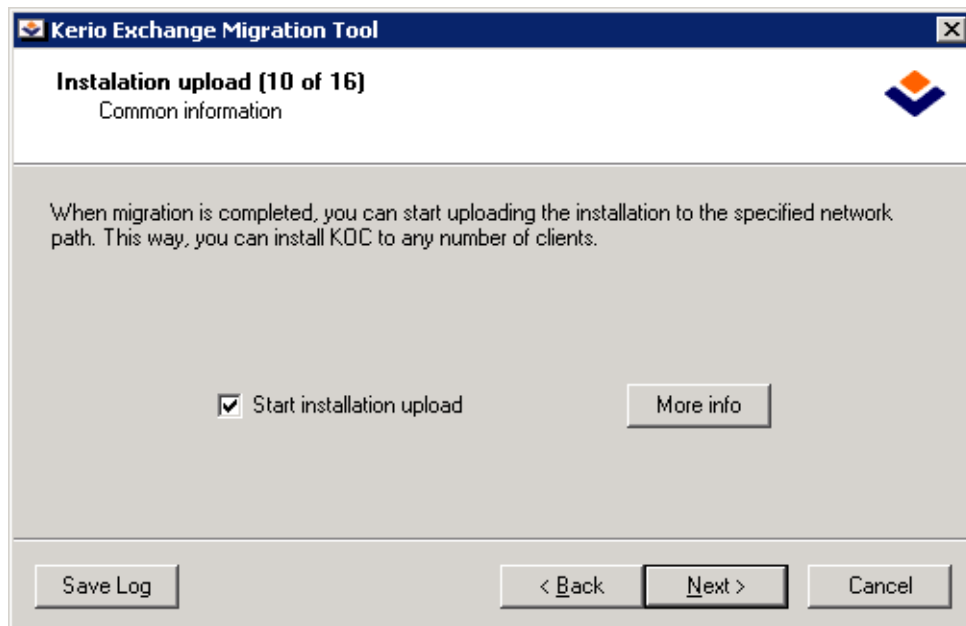 Kerio Exchange Migration Tool
Instalation upload (10 of 16)
Common information
When migration is completed, you can start uploading the installation to the specified network
path. This way, you can install KOC to any number of clients.
Start installation upload
More info
Save Log
< Back
Next >
Cancel